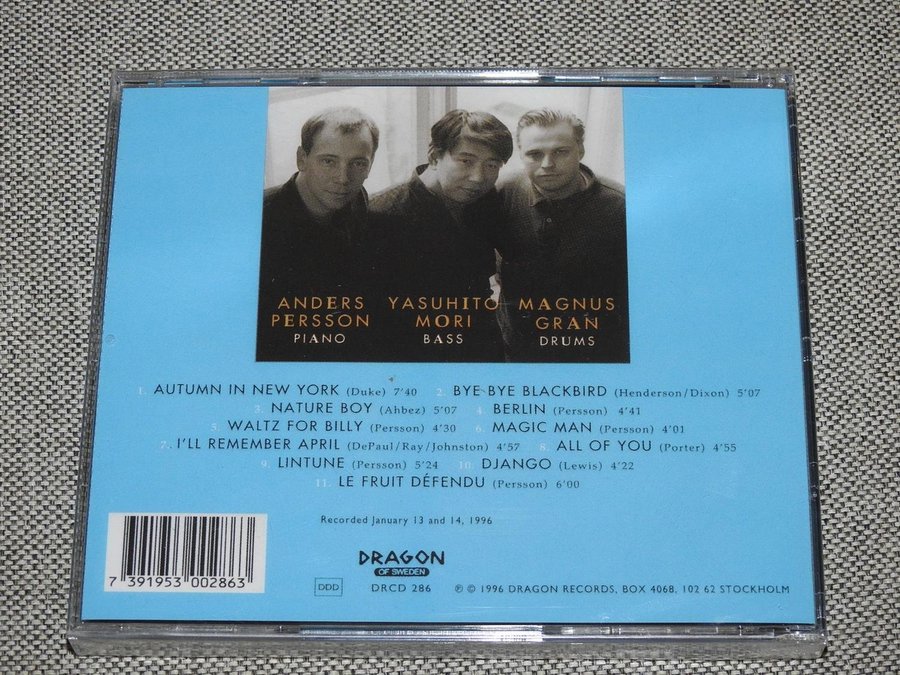 ANDERS PERSSON PIANO
YASUHITO MORI BASS
MAGNUS GRAN DRUMS
1. AUTUMN IN NEW YORK (Duke) 7'40 2. BYE BYE BLACKBIRD (Henderson/Dixon) 5'07
3. NATURE BOY (Ahbez) 5'07 4. BERLIN (Persson) 4'41
5. WALTZ FOR BILLY (Persson) 4'30 6. MAGIC MAN (Persson) 4'01
7. I'LL REMEMBER APRIL (DePaul/Ray/Johnston) 4'57 8. ALL OF YOU (Porter) 4'55
9. LINTUNE (Persson) 5'24 10. DJANGO (Lewis) 4'22
11. LE FRUIT DÉFENDU (Persson) 6'00
Recorded January 13 and 14, 1996
7 391953 002863
DRAGON
OF SWEDEN
DDD DRCD 286 ℗ © 1996 DRAGON RECORDS, BOX 4068, 102 62 STOCKHOLM